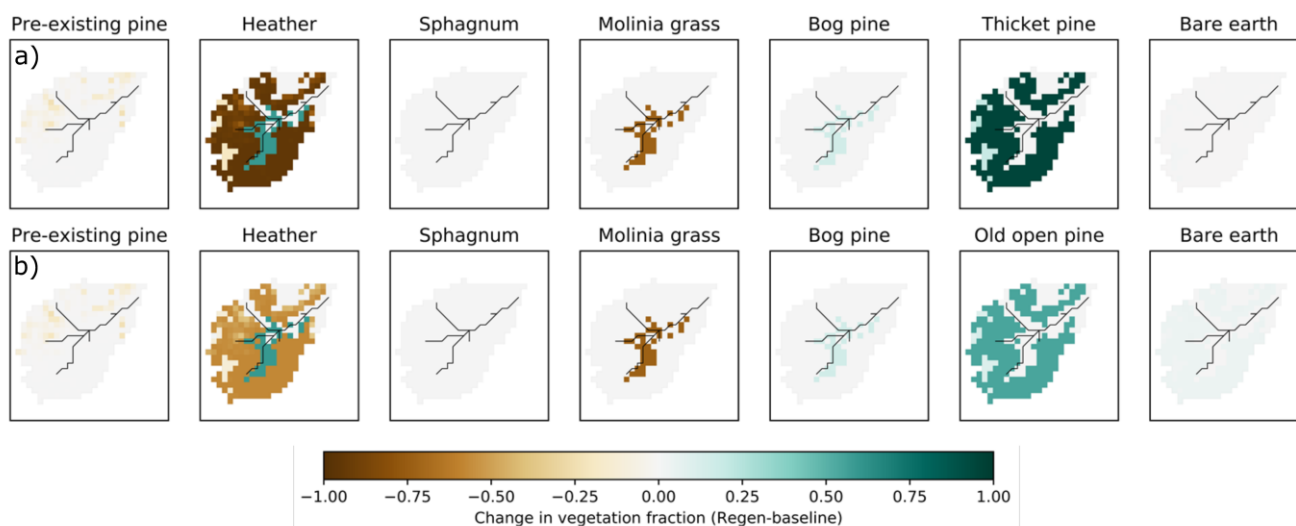 Pre-existing pine Heather Sphagnum Molinia grass Bog pine Thicket pine Bare earth
a)
Pre-existing pine Heather Sphagnum Molinia grass Bog pine Old open pine Bare earth
b)
−1.00 −0.75 −0.50 −0.25 0.00 0.25 0.50 0.75 1.00
Change in vegetation fraction (Regen-baseline)